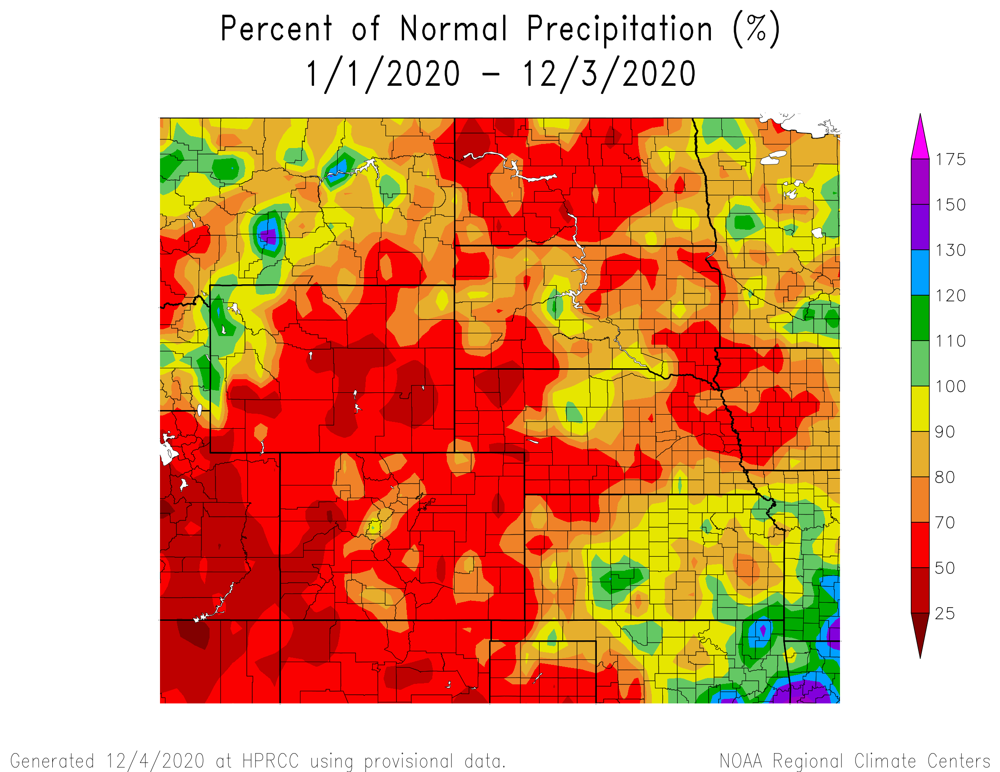 Percent of Normal Precipitation (%)
1/1/2020 – 12/3/2020
175
150
130
120
110
100
90
80
70
50
25
Generated 12/4/2020 at HPRCC using provisional data.
NOAA Regional Climate Centers